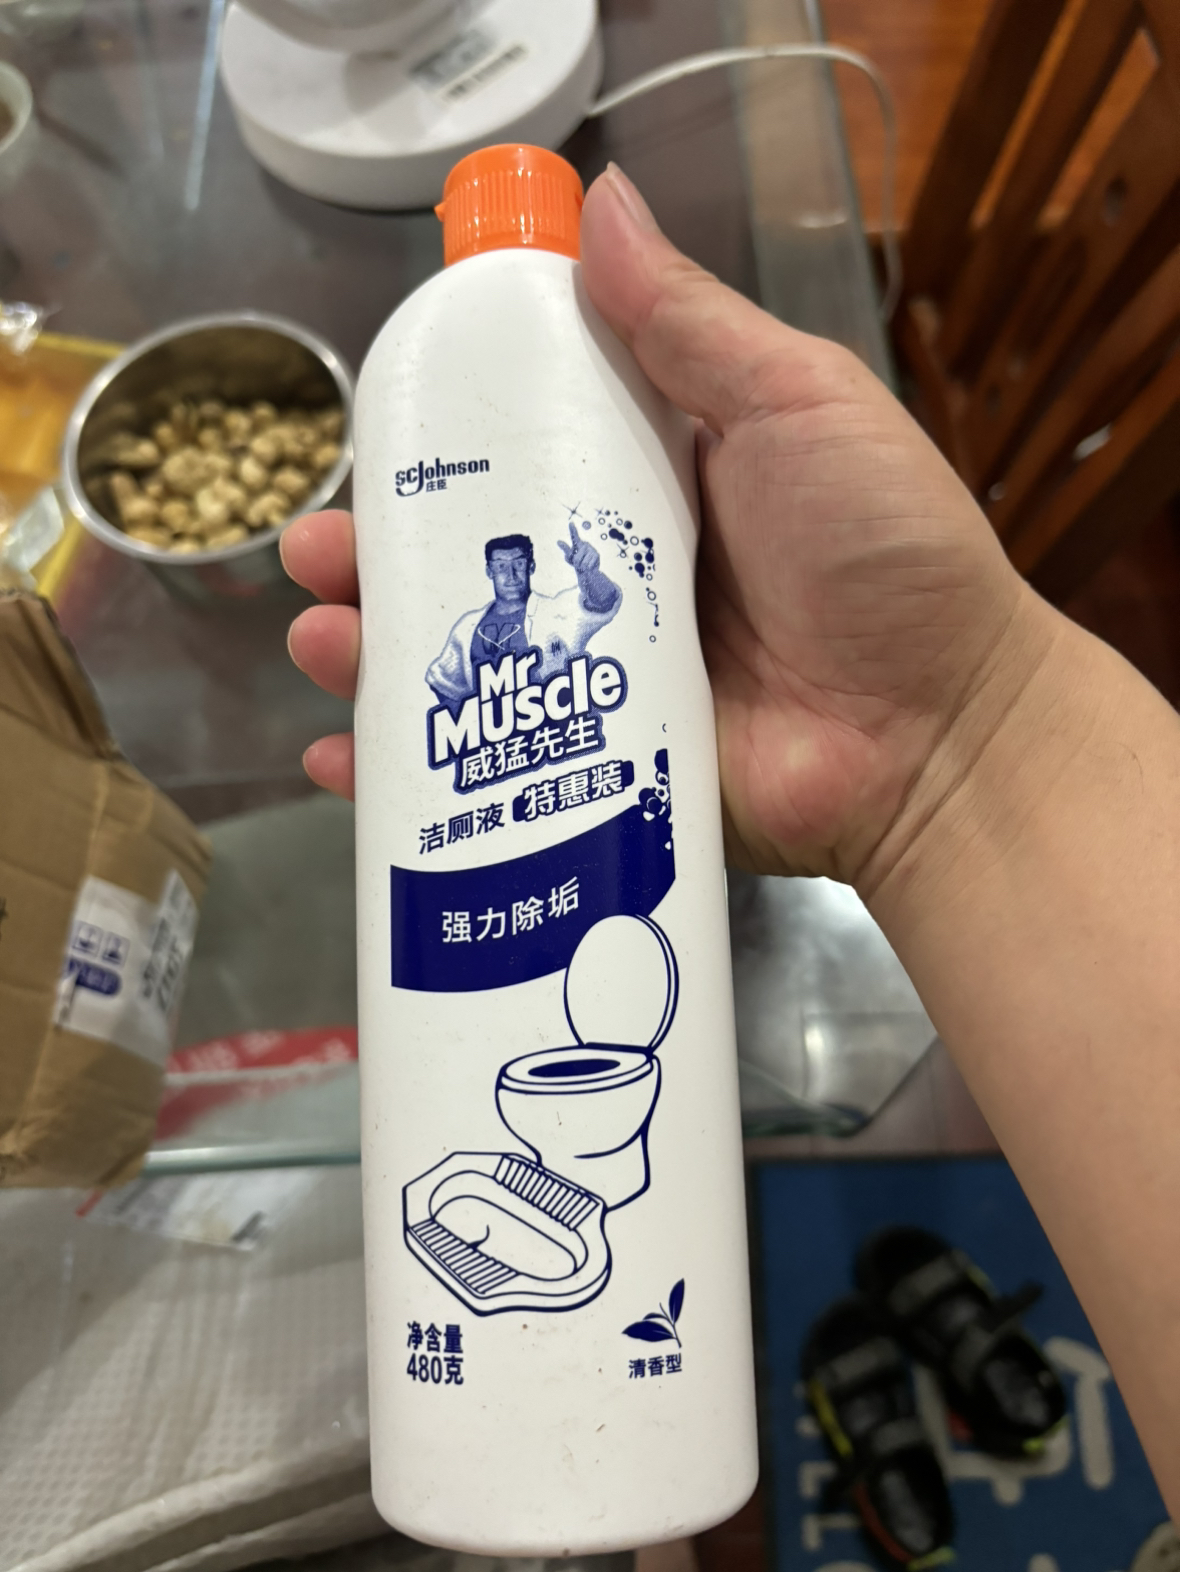 scjohnson
庄臣
Mr
Muscle
威猛先生
洁厕液 特惠装
强力除垢
净含量
480克
清香型